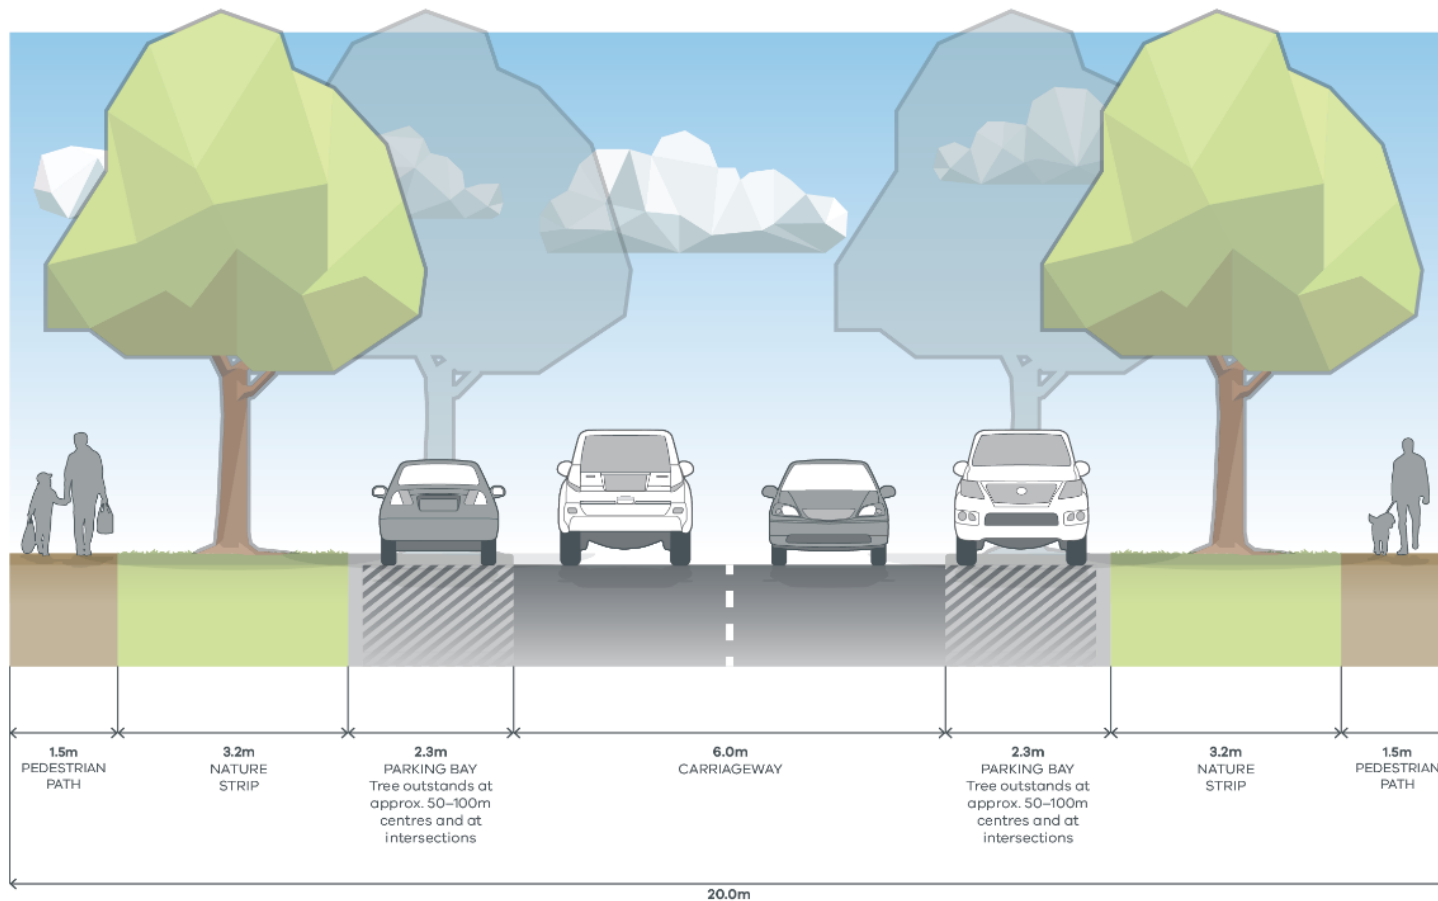 1.5m
PEDESTRIAN
PATH
3.2m
NATURE
STRIP
2.3m
PARKING BAY
Tree outstands at
approx. 50–100m
centres and at
intersections
6.0m
CARRIAGEWAY
2.3m
PARKING BAY
Tree outstands at
approx. 50–100m
centres and at
intersections
3.2m
NATURE
STRIP
1.5m
PEDESTRIAN
PATH
20.0m